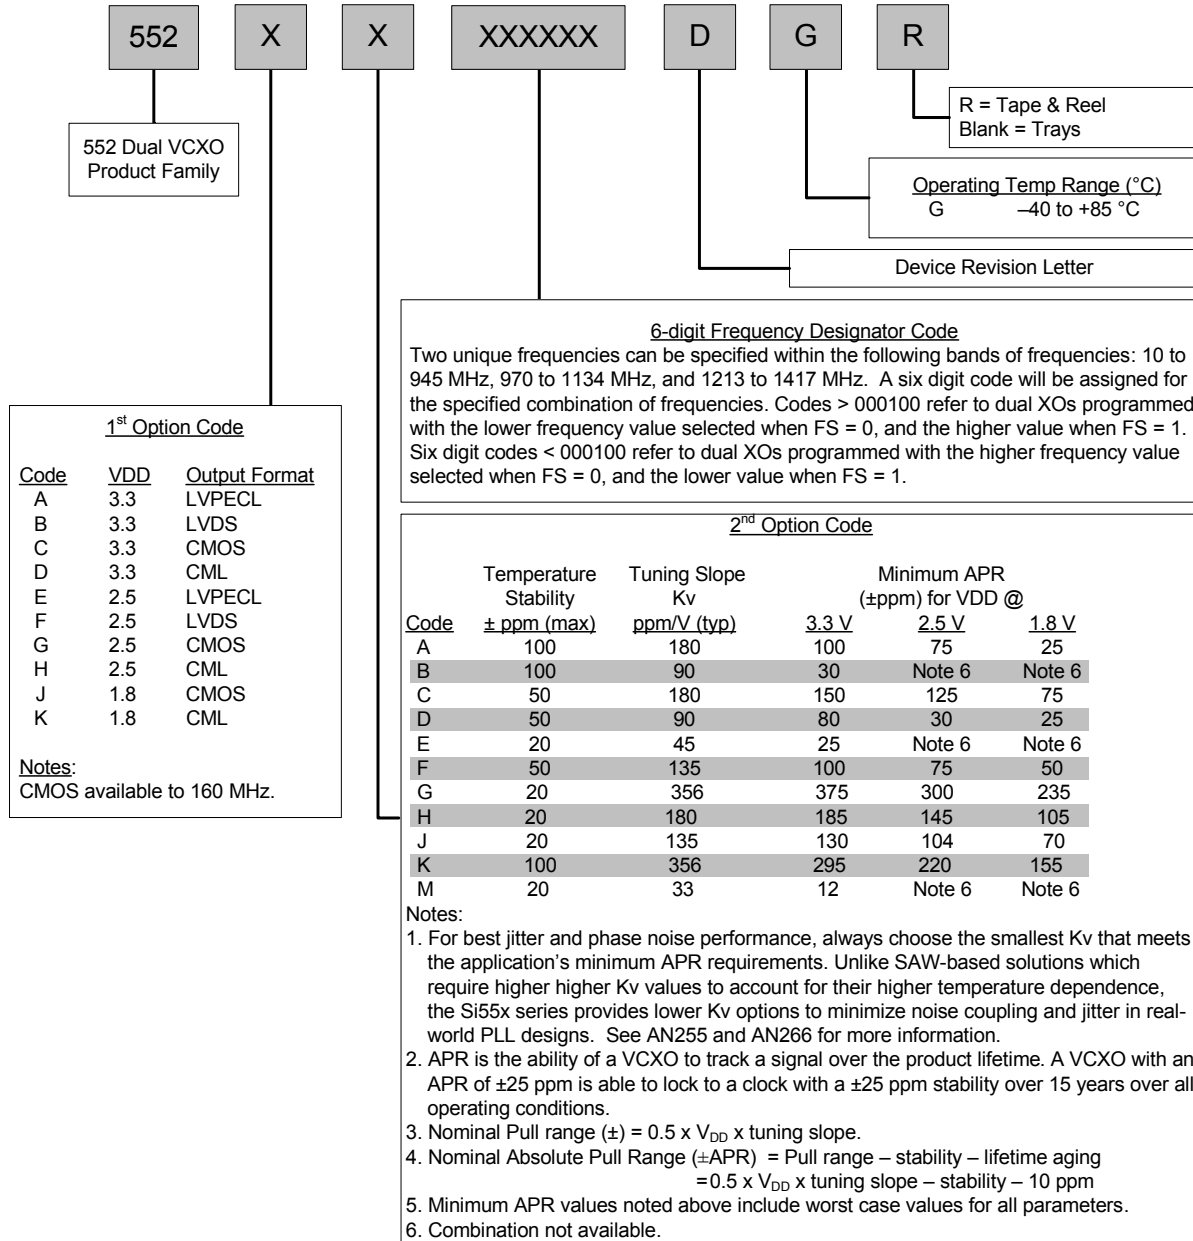 552 X X XXXXXX D G R
R = Tape & Reel
Blank = Trays
552 Dual VCXO
Product Family
Operating Temp Range (°C)
G –40 to +85 °C
Device Revision Letter
6-digit Frequency Designator Code
Two unique frequencies can be specified within the following bands of frequencies: 10 to
945 MHz, 970 to 1134 MHz, and 1213 to 1417 MHz. A six digit code will be assigned for
the specified combination of frequencies. Codes > 000100 refer to dual XOs programmed
with the lower frequency value selected when FS = 0, and the higher value when FS = 1.
Six digit codes < 000100 refer to dual XOs programmed with the higher frequency value
selected when FS = 0, and the lower value when FS = 1.
1st Option Code
Code VDD Output Format
A 3.3 LVPECL
B 3.3 LVDS
C 3.3 CMOS
D 3.3 CML
E 2.5 LVPECL
F 2.5 LVDS
G 2.5 CMOS
H 2.5 CML
J 1.8 CMOS
K 1.8 CML
Notes:
CMOS available to 160 MHz.
2nd Option Code
Temperature Tuning Slope Minimum APR
Stability Kv (±ppm) for VDD @
Code ± ppm (max) ppm/V (typ) 3.3 V 2.5 V 1.8 V
A 100 180 100 75 25
B 100 90 30 Note 6 Note 6
C 50 180 150 125 75
D 50 90 80 30 25
E 20 45 25 Note 6 Note 6
F 50 135 100 75 50
G 20 356 375 300 235
H 20 180 185 145 105
J 20 135 130 104 70
K 100 356 295 220 155
M 20 33 12 Note 6 Note 6
Notes:
1. For best jitter and phase noise performance, always choose the smallest Kv that meets
the application’s minimum APR requirements. Unlike SAW-based solutions which
require higher higher Kv values to account for their higher temperature dependence,
the Si55x series provides lower Kv options to minimize noise coupling and jitter in real-
world PLL designs. See AN255 and AN266 for more information.
2. APR is the ability of a VCXO to track a signal over the product lifetime. A VCXO with an
APR of ±25 ppm is able to lock to a clock with a ±25 ppm stability over 15 years over all
operating conditions.
3. Nominal Pull range (±) = 0.5 x VDD x tuning slope.
4. Nominal Absolute Pull Range (±APR) = Pull range – stability – lifetime aging
= 0.5 x VDD x tuning slope – stability – 10 ppm
5. Minimum APR values noted above include worst case values for all parameters.
6. Combination not available.